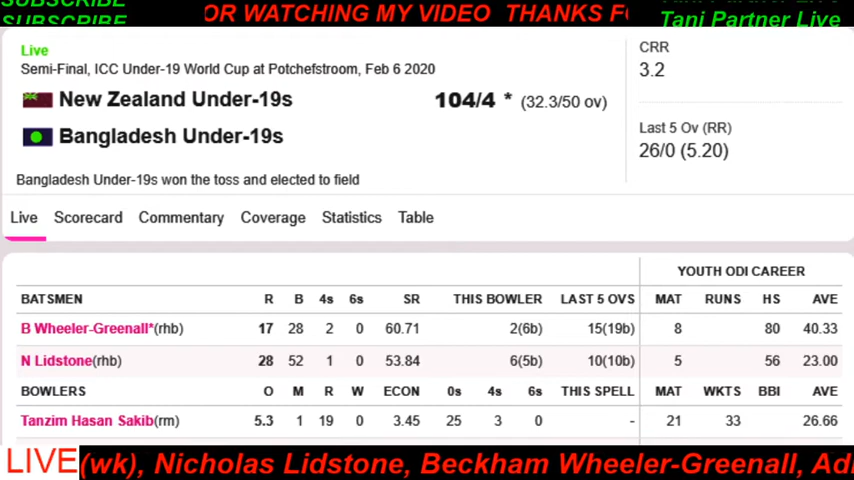 SUBSCRIBE
SUBSCRIBE
OR WATCHING MY VIDEO THANKS F
Tani Partner Live
Live
Semi-Final, ICC Under-19 World Cup at Potchefstroom, Feb 6 2020
New Zealand Under-19s 104/4 * (32.3/50 ov)
Bangladesh Under-19s
Bangladesh Under-19s won the toss and elected to field
CRR
3.2
Last 5 Ov (RR)
26/0 (5.20)
Live Scorecard Commentary Coverage Statistics Table
YOUTH ODI CAREER
BATSMEN R B 4s 6s SR THIS BOWLER LAST 5 OVS MAT RUNS HS AVE
B Wheeler-Greenall*(rhb) 17 28 2 0 60.71 2(6b) 15(19b) 8 80 40.33
N Lidstone(rhb) 28 52 1 0 53.84 6(5b) 10(10b) 5 56 23.00
BOWLERS O M R W ECON 0s 4s 6s THIS SPELL MAT WKTS BBI AVE
Tanzim Hasan Sakib(rm) 5.3 1 19 0 3.45 25 3 0 - 21 33 26.66
LIVE (wk), Nicholas Lidstone, Beckham Wheeler-Greenall, Ad